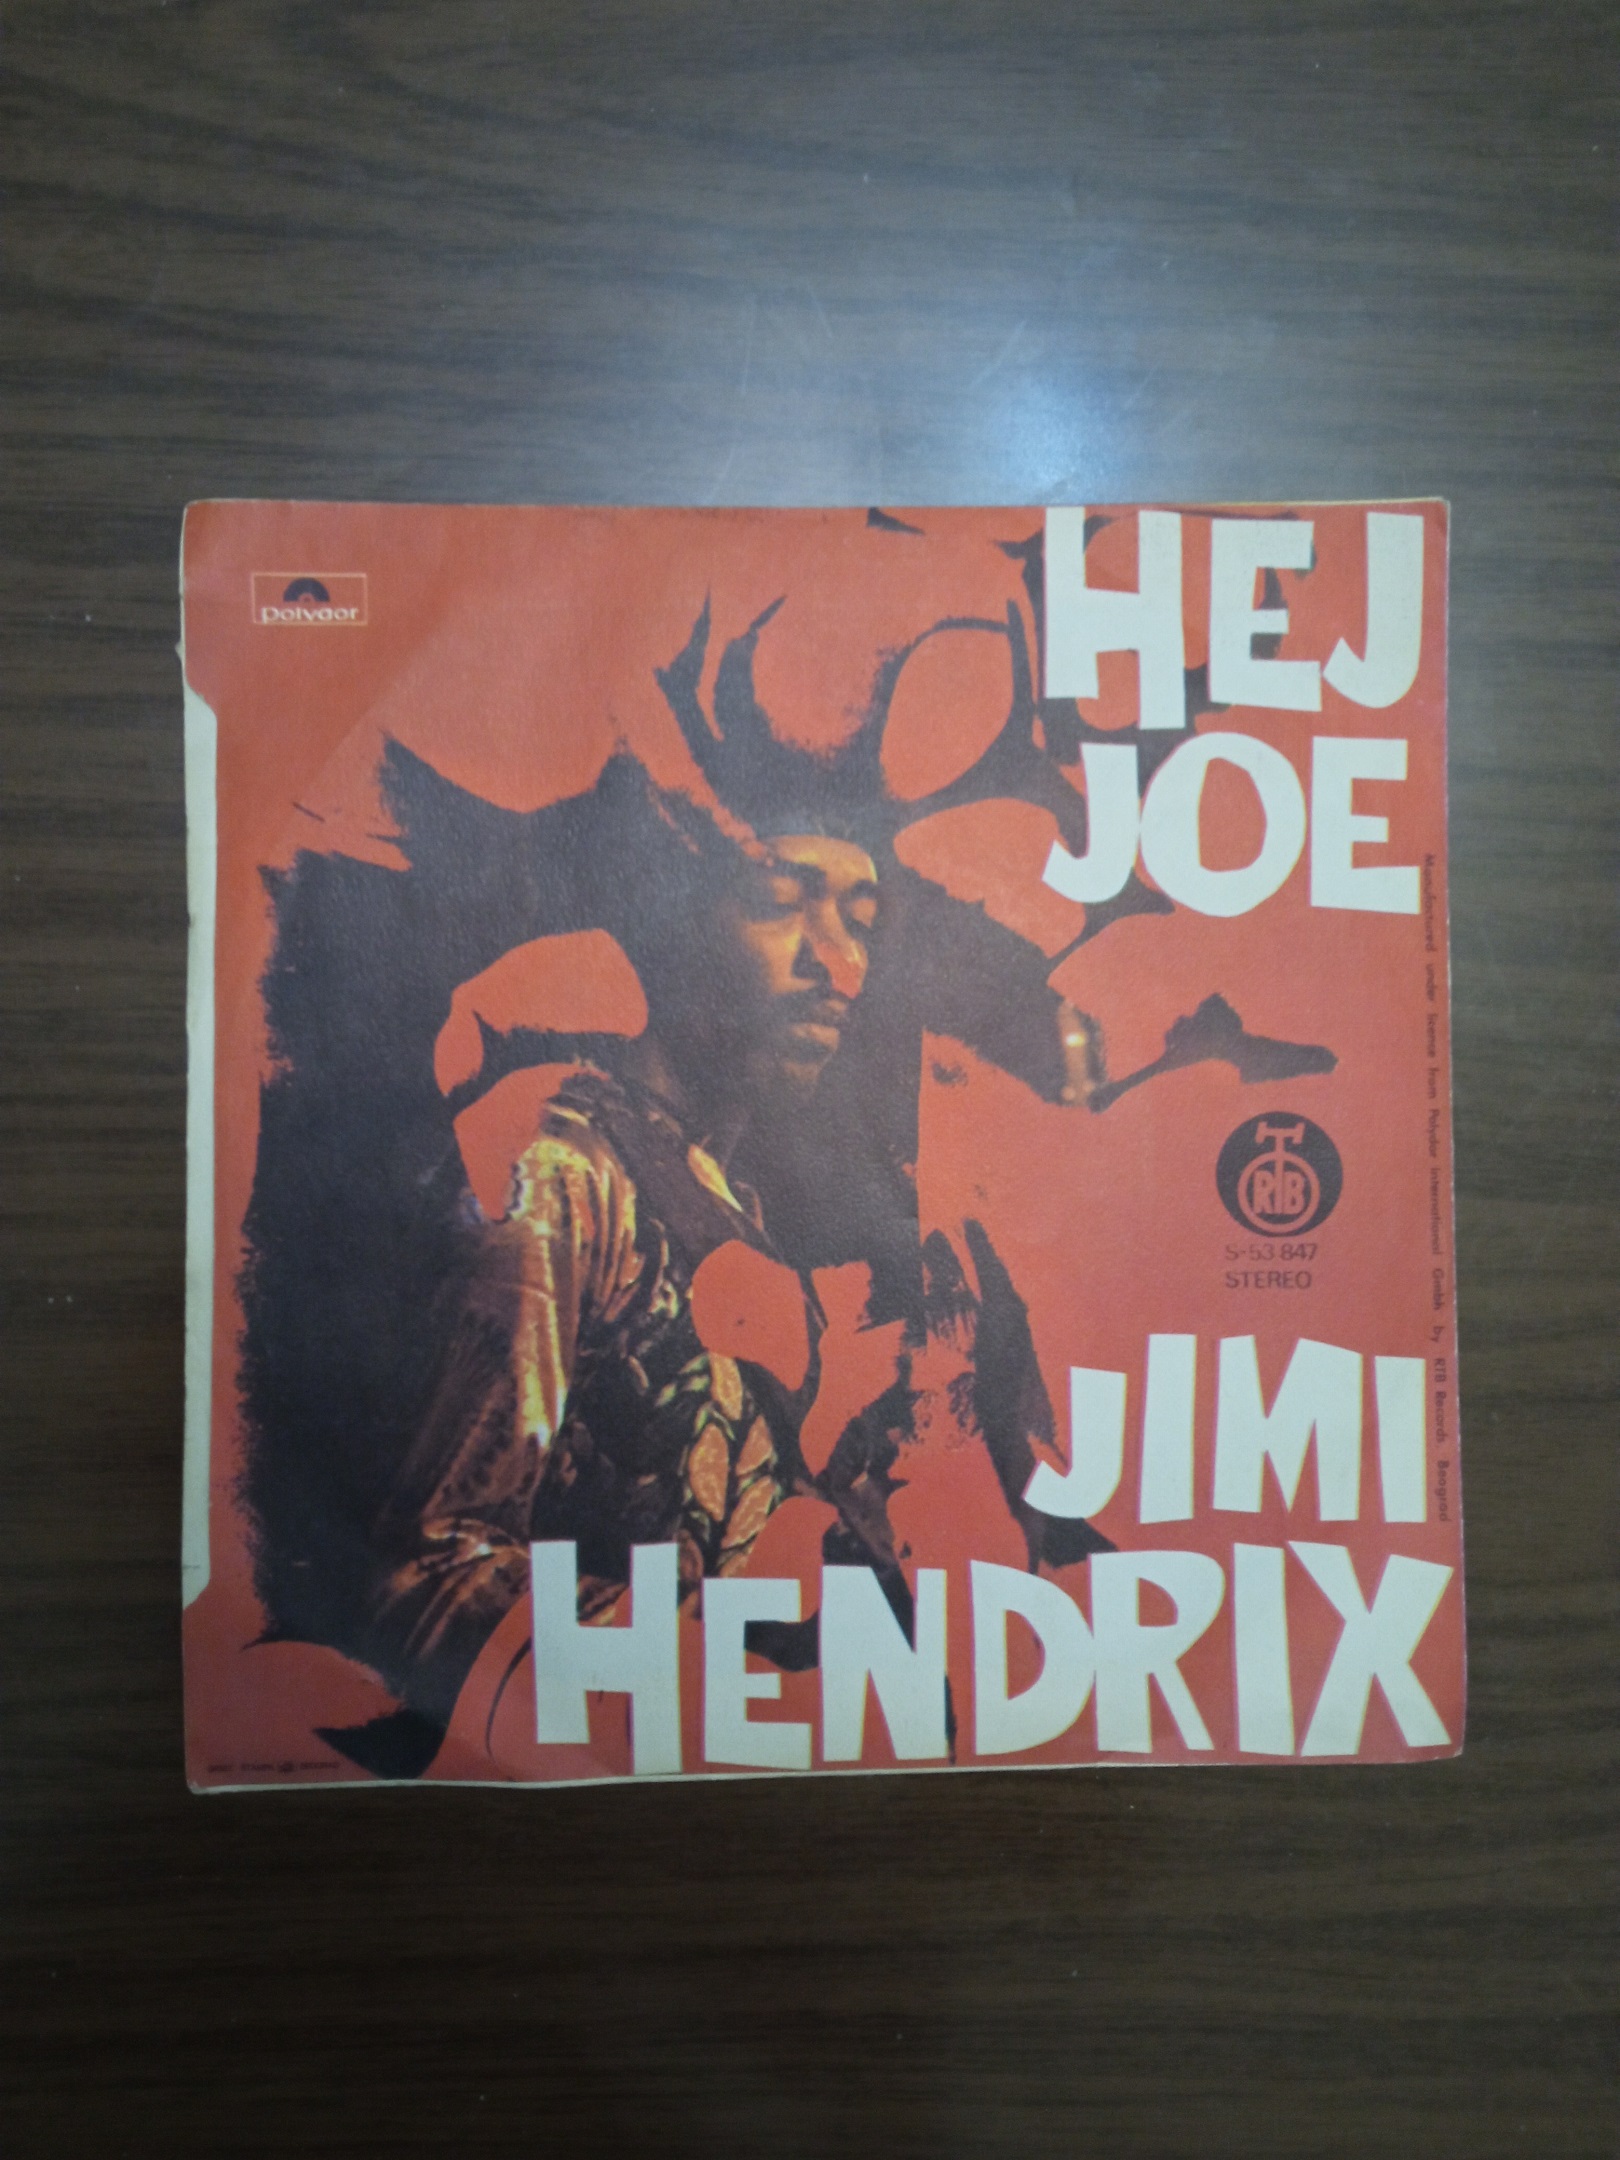 polydor
HEJ
JOE
Manufactured under licence from Polydor International Gmbh by RTB Records Beograd
RTB
S-53 847
STEREO
JIMI
HENDRIX